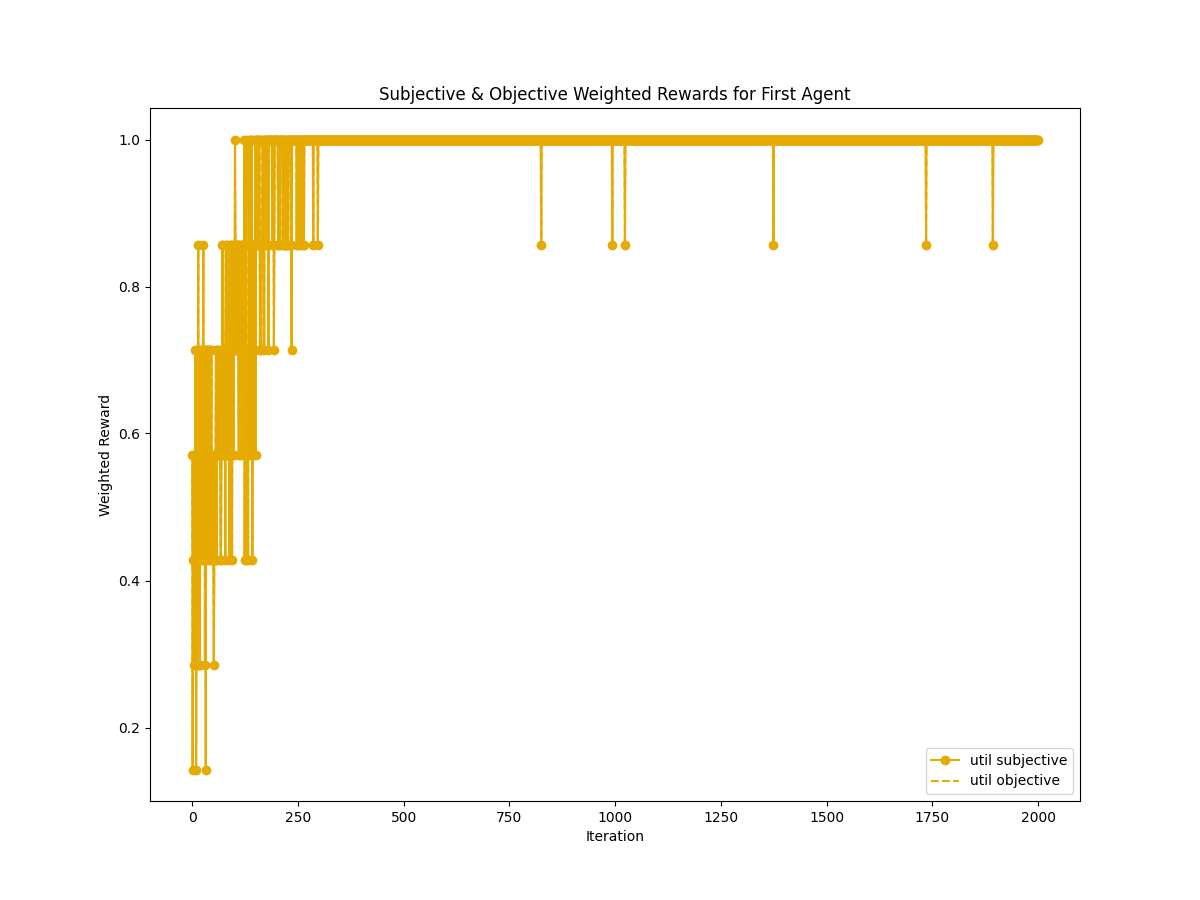 Subjective & Objective Weighted Rewards for First Agent
1.0
0.8
0.6
0.4
0.2
Weighted Reward
0 250 500 750 1000 1250 1500 1750 2000
Iteration
util subjective
util objective